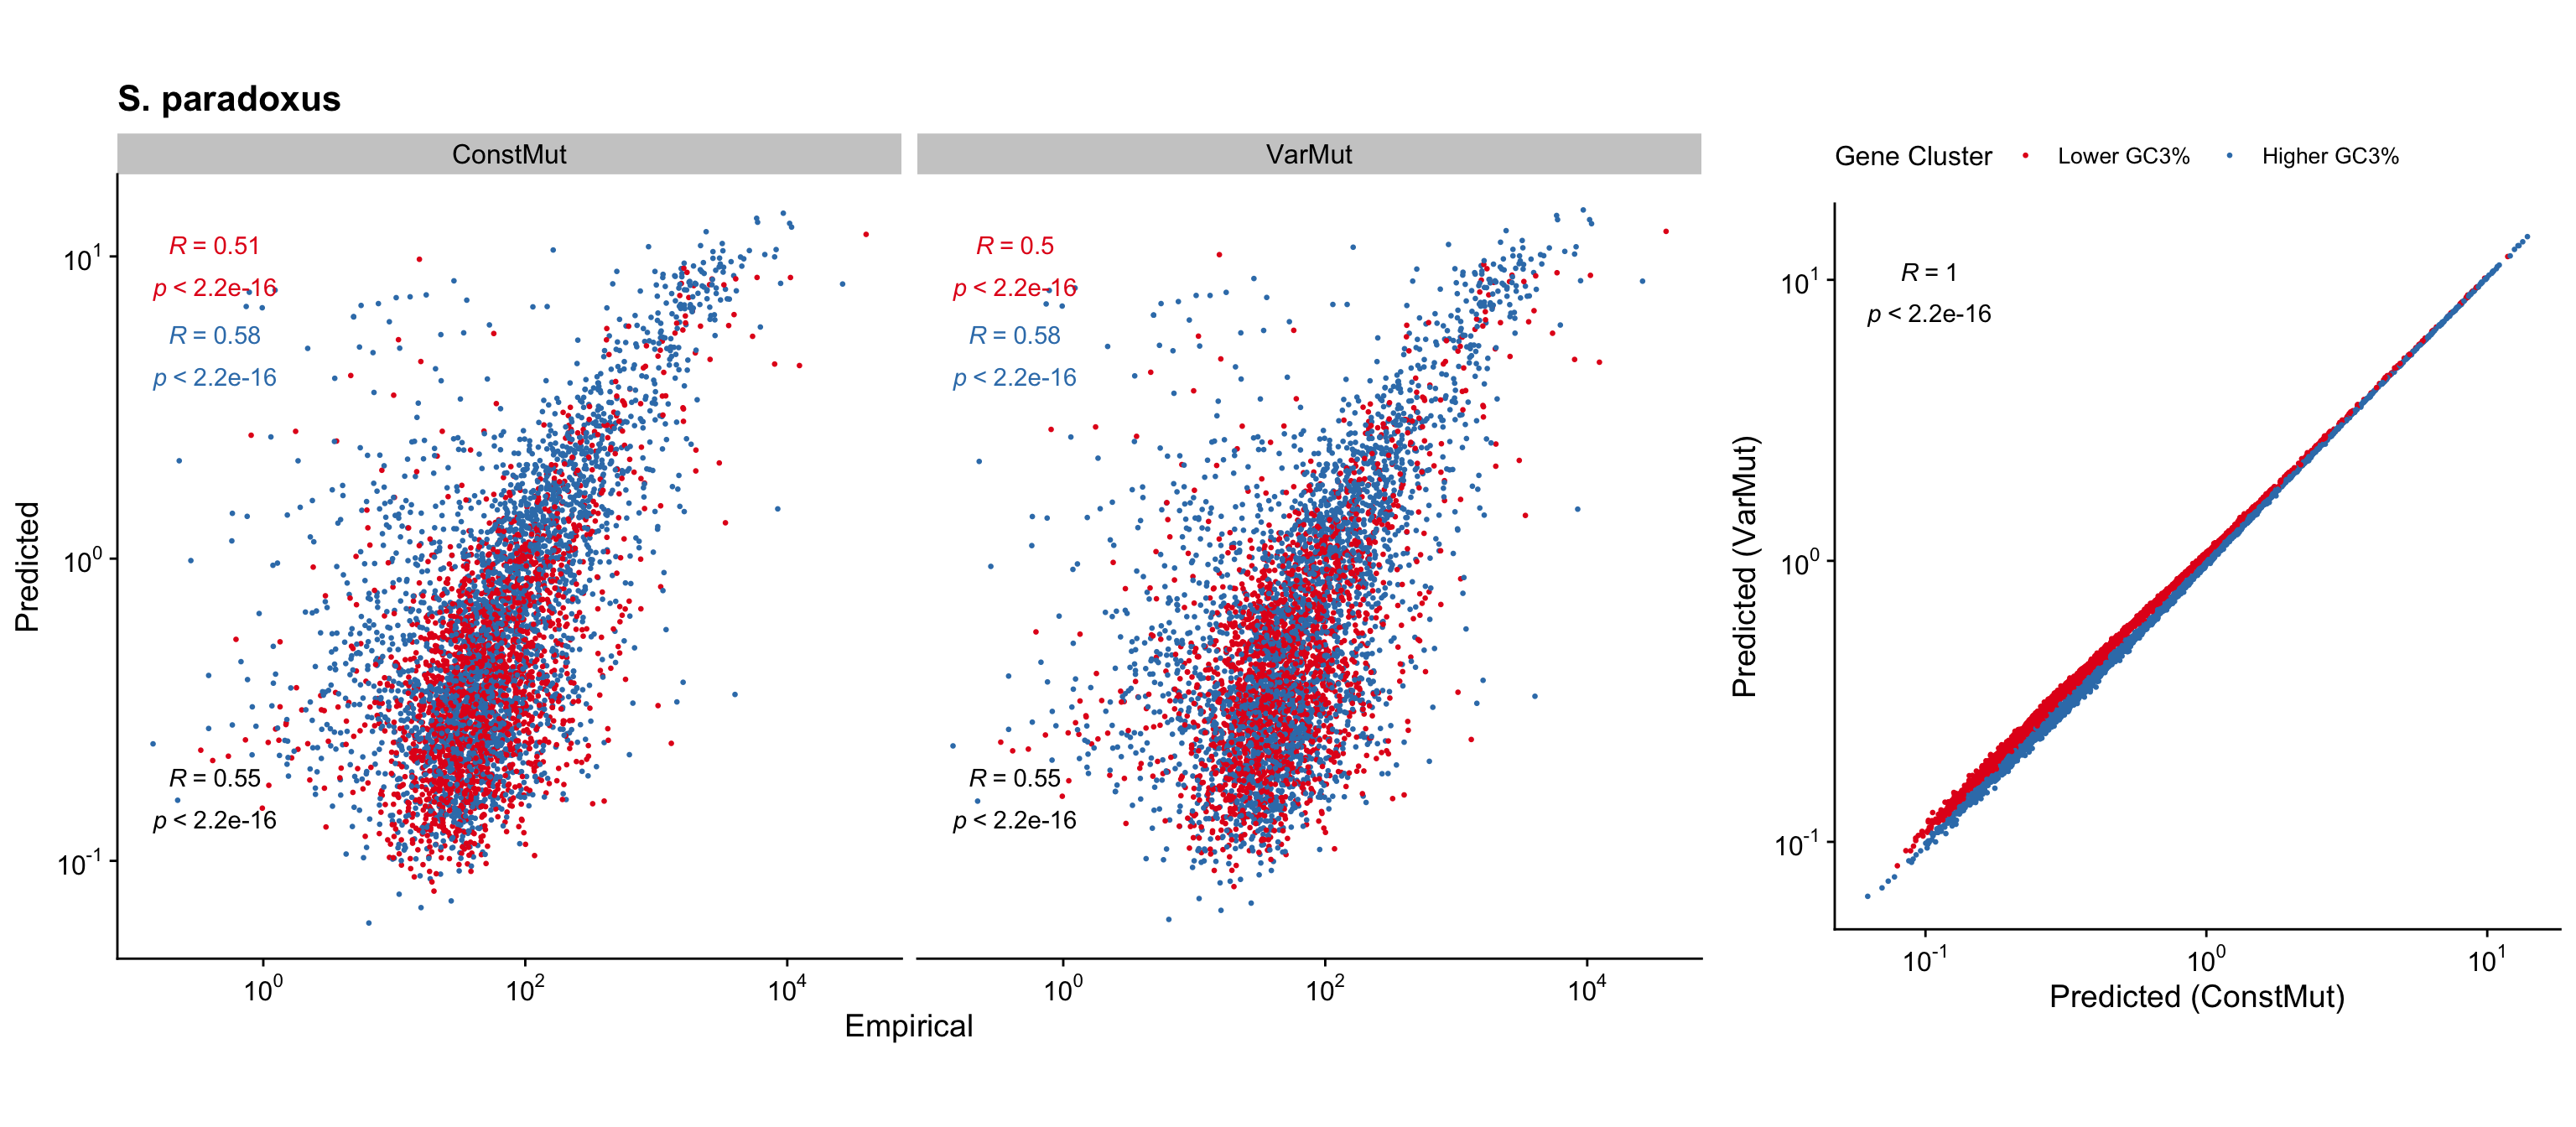 S. paradoxus
ConstMut
VarMut
Gene Cluster Lower GC3% Higher GC3%
Predicted
10^1
10^0
10^-1
R = 0.51
p < 2.2e-16
R = 0.58
p < 2.2e-16
R = 0.55
p < 2.2e-16
R = 0.5
p < 2.2e-16
R = 0.58
p < 2.2e-16
R = 0.55
p < 2.2e-16
10^0 10^2 10^4
10^0 10^2 10^4
Empirical
Predicted (VarMut)
10^1
10^0
10^-1
R = 1
p < 2.2e-16
10^-1 10^0 10^1
Predicted (ConstMut)